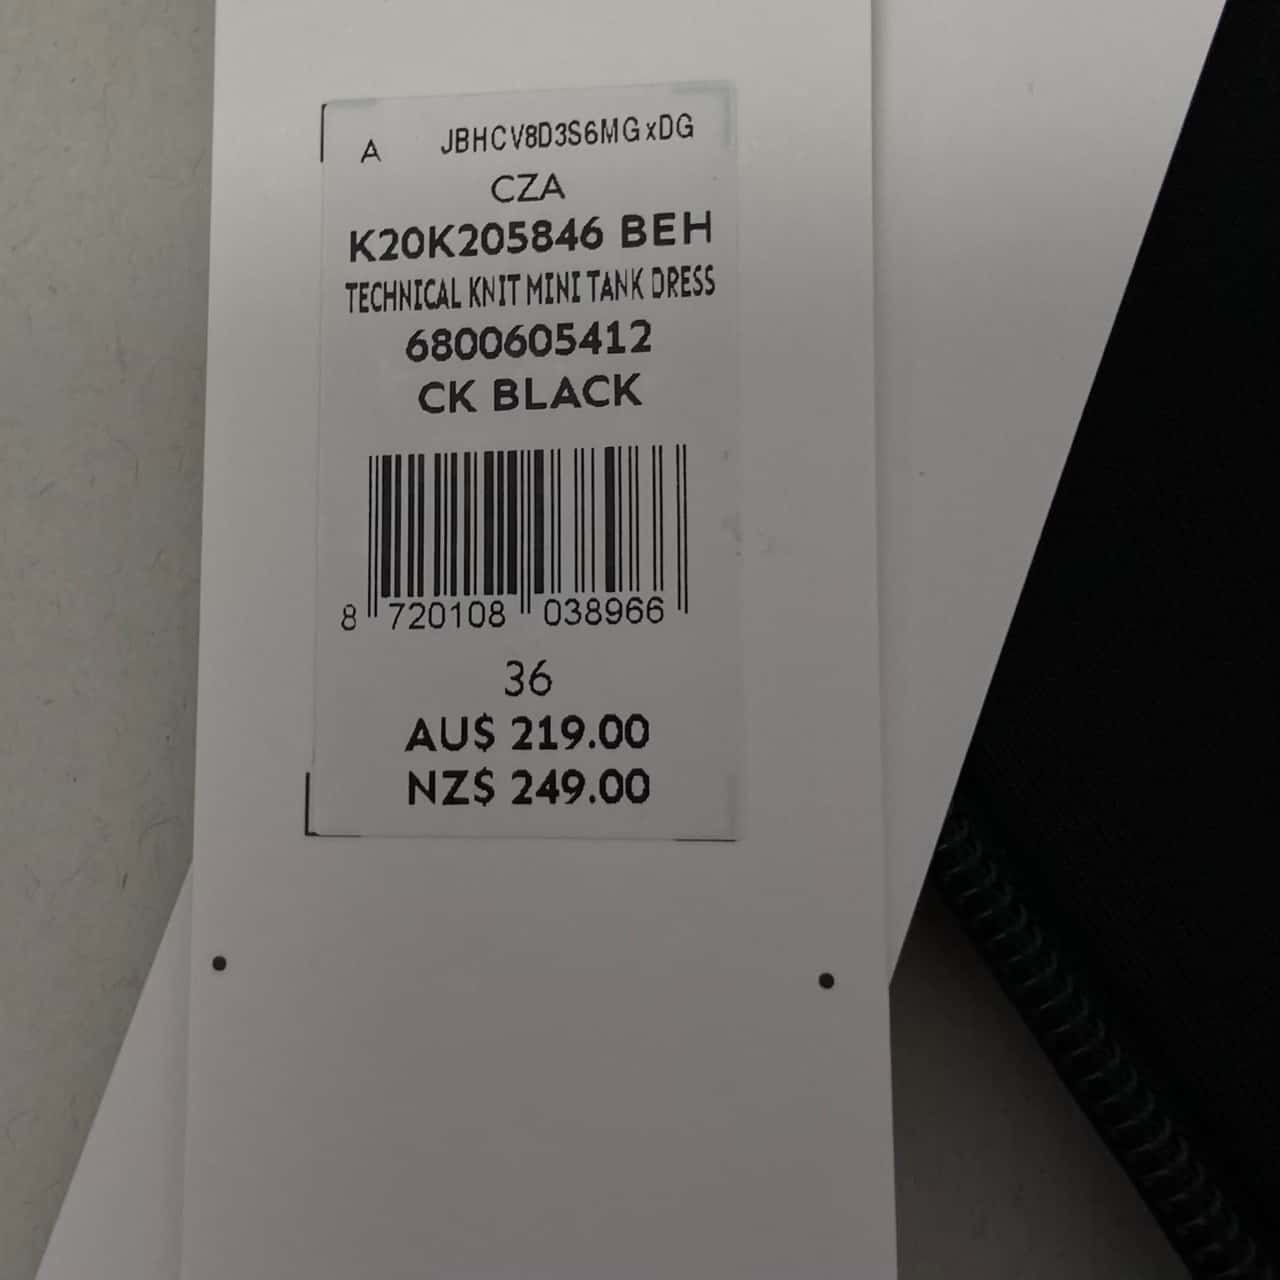 A JBHCV8D3S6MGxDG
CZA
K20K205846 BEH
TECHNICAL KNIT MINI TANK DRESS
6800605412
CK BLACK
8 720108 038966
36
AU$ 219.00
NZ$ 249.00